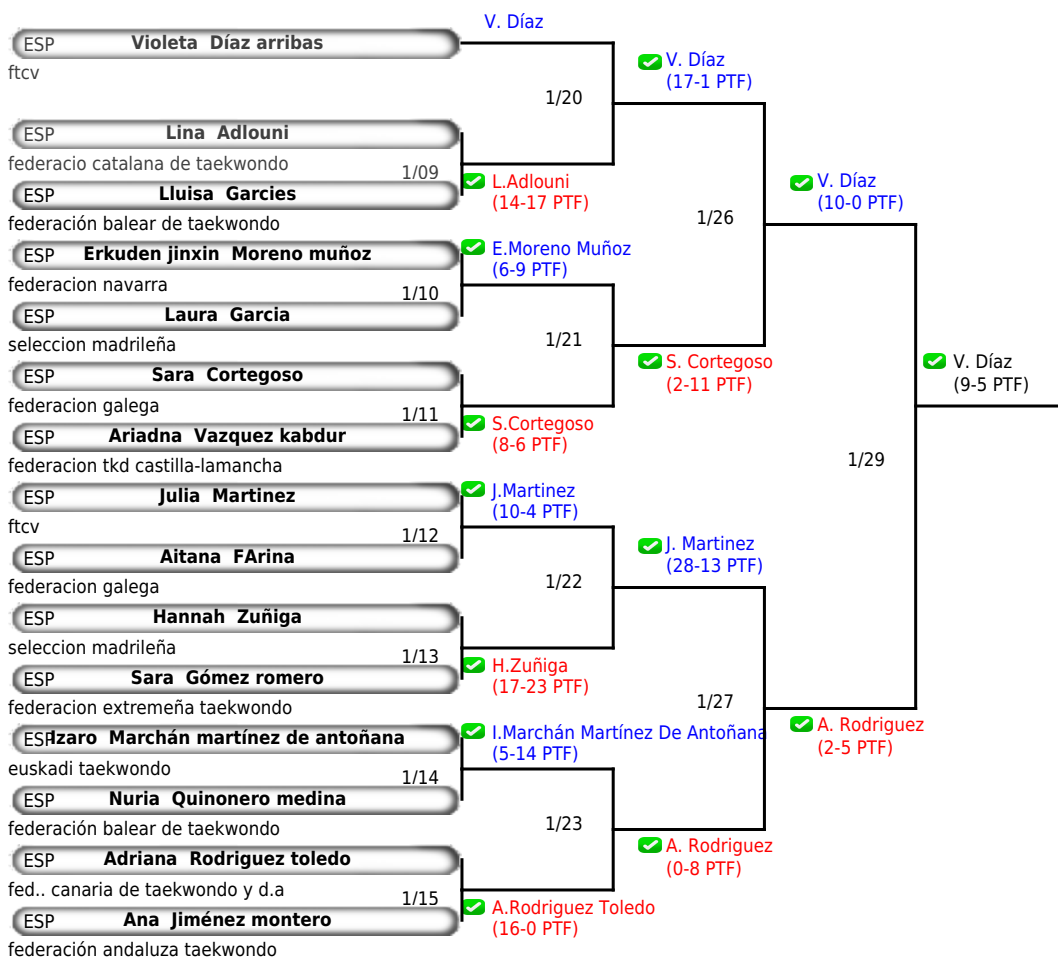 V. Díaz
ESP Violeta Díaz arribas
ftcv
V. Díaz
(17-1 PTF)
1/20
ESP Lina Adlouni
federacio catalana de taekwondo
1/09
L.Adlouni
(14-17 PTF)
ESP Lluisa Garcies
federación balear de taekwondo
V. Díaz
(10-0 PTF)
1/26
ESP Erkuden jinxin Moreno muñoz
federacion navarra
E.Moreno Muñoz
(6-9 PTF)
1/10
ESP Laura Garcia
seleccion madrileña
1/21
S. Cortegoso
(2-11 PTF)
V. Díaz
(9-5 PTF)
ESP Sara Cortegoso
federacion galega
1/11
S.Cortegoso
(8-6 PTF)
ESP Ariadna Vazquez kabdur
federacion tkd castilla-lamancha
1/29
ESP Julia Martinez
ftcv
J.Martinez
(10-4 PTF)
1/12
ESP Aitana FArina
federacion galega
J. Martinez
(28-13 PTF)
1/22
ESP Hannah Zuñiga
seleccion madrileña
1/13
H.Zuñiga
(17-23 PTF)
ESP Sara Gómez romero
federacion extremeña taekwondo
1/27
A. Rodriguez
(2-5 PTF)
ESP Izaro Marchán martínez de antoñana
euskadi taekwondo
I.Marchán Martínez De Antoñana
(5-14 PTF)
1/14
ESP Nuria Quinonero medina
federación balear de taekwondo
1/23
A. Rodriguez
(0-8 PTF)
ESP Adriana Rodriguez toledo
fed.. canaria de taekwondo y d.a
1/15
A.Rodriguez Toledo
(16-0 PTF)
ESP Ana Jiménez montero
federación andaluza taekwondo